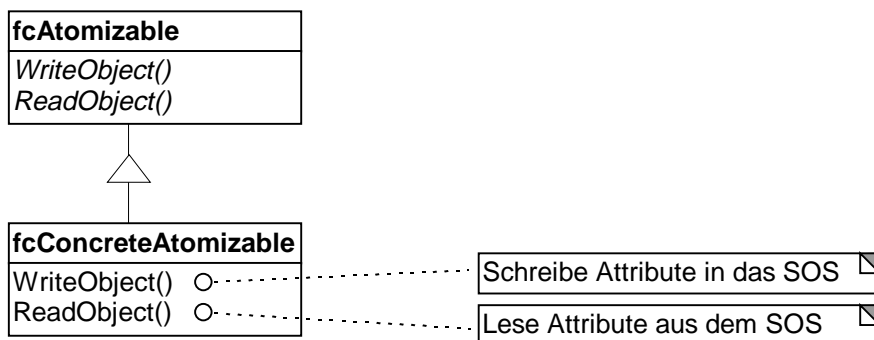 fcAtomizable
WriteObject()
ReadObject()
fcConcreteAtomizable
WriteObject()
ReadObject()
Schreibe Attribute in das SOS
Lese Attribute aus dem SOS